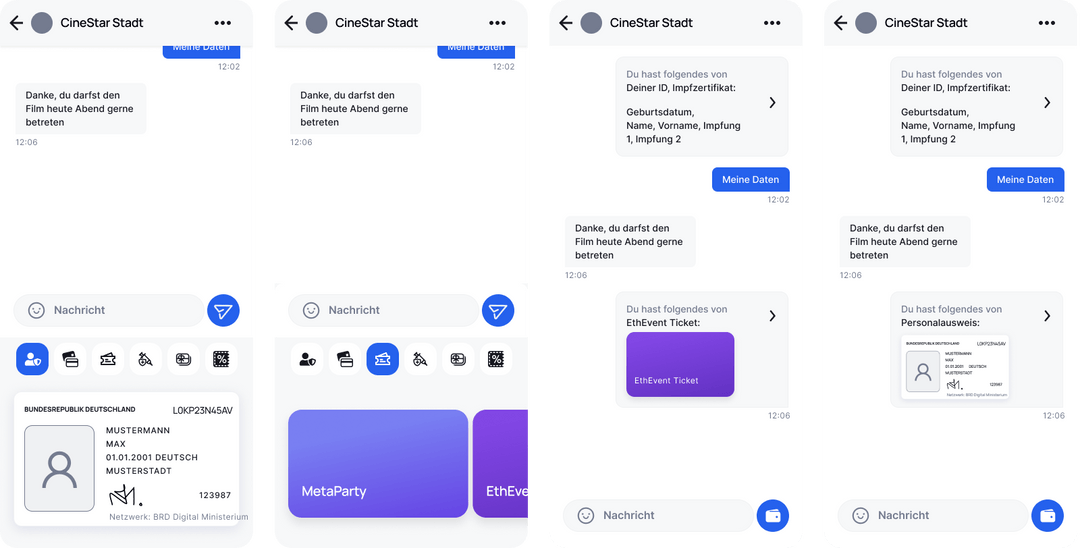 CineStar Stadt
Meine Daten
12:02
Danke, du darfst den
Film heute Abend gerne
betreten
12:06
Nachricht
BUNDESREPUBLIK DEUTSCHLAND
L0KP23N45AV
MUSTERMANN
MAX
01.01.2001 DEUTSCH
MUSTERSTADT
123987
Netzwerk: BRD Digital Ministerium
CineStar Stadt
Meine Daten
12:02
Danke, du darfst den
Film heute Abend gerne
betreten
12:06
Nachricht
MetaParty
EthEve
CineStar Stadt
Du hast folgendes von
Deiner ID, Impfzertifikat:
Geburtsdatum,
Name, Vorname, Impfung
1, Impfung 2
Meine Daten
12:02
Danke, du darfst den
Film heute Abend gerne
betreten
12:06
Du hast folgendes von
EthEvent Ticket:
EthEvent Ticket
12:06
Nachricht
CineStar Stadt
Du hast folgendes von
Deiner ID, Impfzertifikat:
Geburtsdatum,
Name, Vorname, Impfung
1, Impfung 2
Meine Daten
12:02
Danke, du darfst den
Film heute Abend gerne
betreten
12:06
Du hast folgendes von
Personalausweis:
BUNDESREPUBLIK DEUTSCHLAND
L0KP23N45AV
MUSTERMANN
MAX
01.01.2001 DEUTSCH
MUSTERSTADT
123987
Netzwerk: BRD Digital Ministerium
12:06
Nachricht